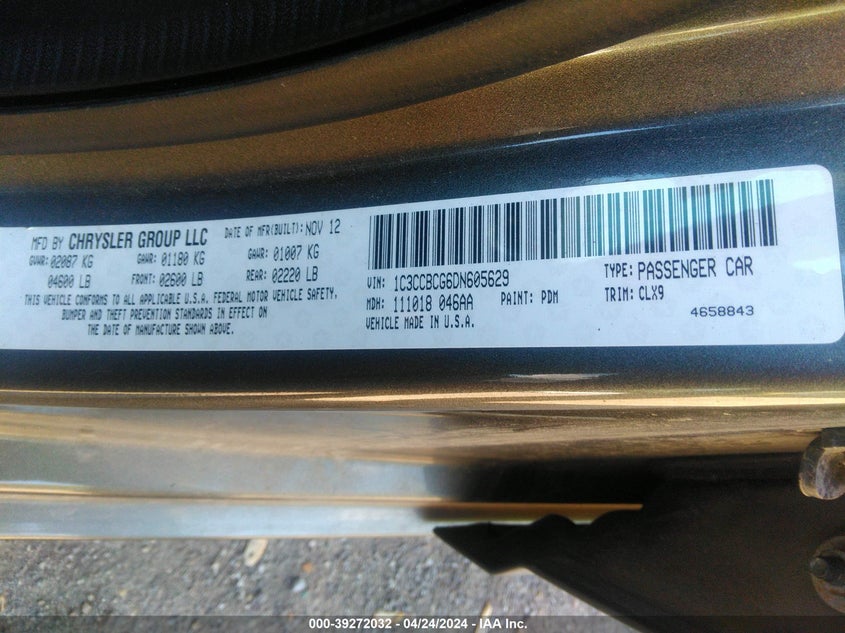 MFD BY CHRYSLER GROUP LLC DATE OF MFR(BUILT): NOV 12
GVWR: 02087 KG GAWR: 01180 KG GAWR: 01007 KG
04600 LB FRONT: 02600 LB REAR: 02220 LB
THIS VEHICLE CONFORMS TO ALL APPLICABLE U.S.A. FEDERAL MOTOR VEHICLE SAFETY,
BUMPER AND THEFT PREVENTION STANDARDS IN EFFECT ON
THE DATE OF MANUFACTURE SHOWN ABOVE.
VIN: 1C3CCBCG6DN605629 TYPE: PASSENGER CAR
MDH: 111018 046AA PAINT: PDM TRIM: CLX9
VEHICLE MADE IN U.S.A. 4658843
000-39272032 - 04/24/2024 - IAA Inc.